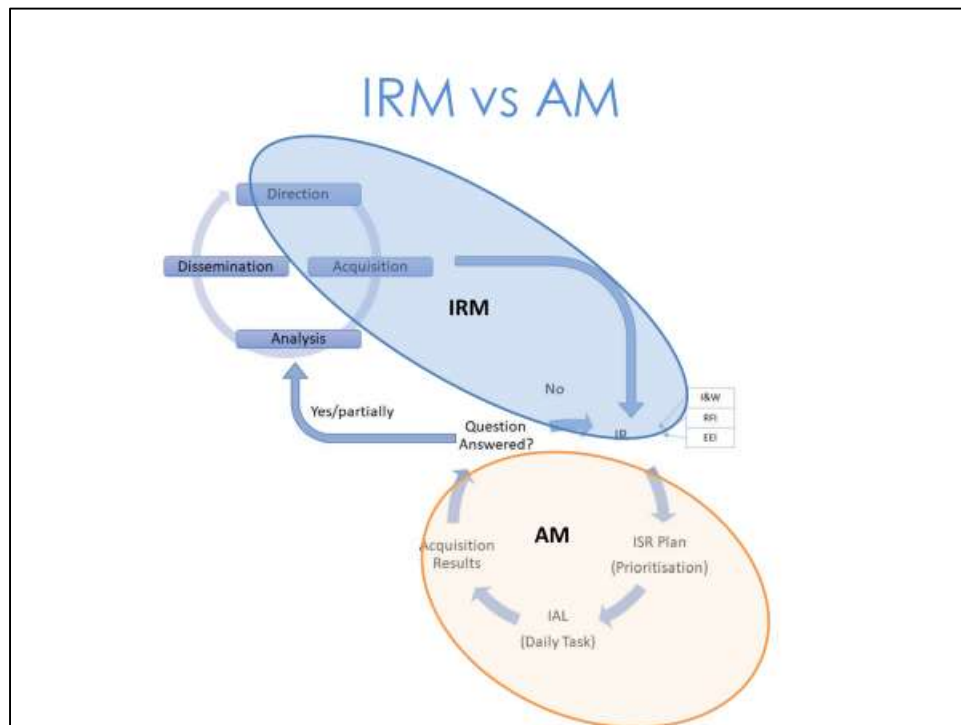 IRM vs AM
Direction
Dissemination
Acquisition
IRM
Analysis
No
I&W
RFI
EEI
Yes/partially
Question
Answered?
IR
AM
Acquisition
Results
ISR Plan
(Prioritisation)
IAL
(Daily Task)